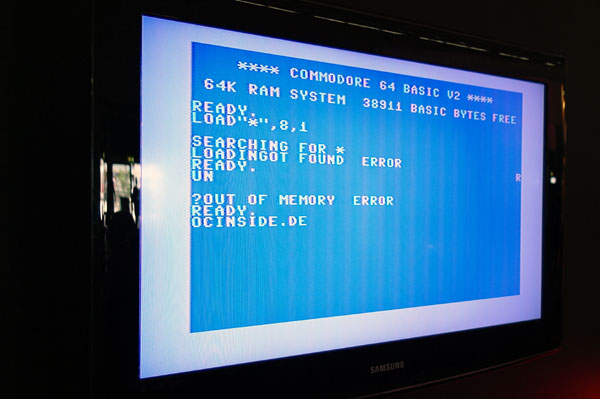 **** COMMODORE 64 BASIC V2 ****
64K RAM SYSTEM 38911 BASIC BYTES FREE
READY.
LOAD"*",8,1
SEARCHING FOR *
LOADINGOT FOUND ERROR
READY.
UN R
?OUT OF MEMORY ERROR
READY.
OCINSIDE.DE
SAMSUNG